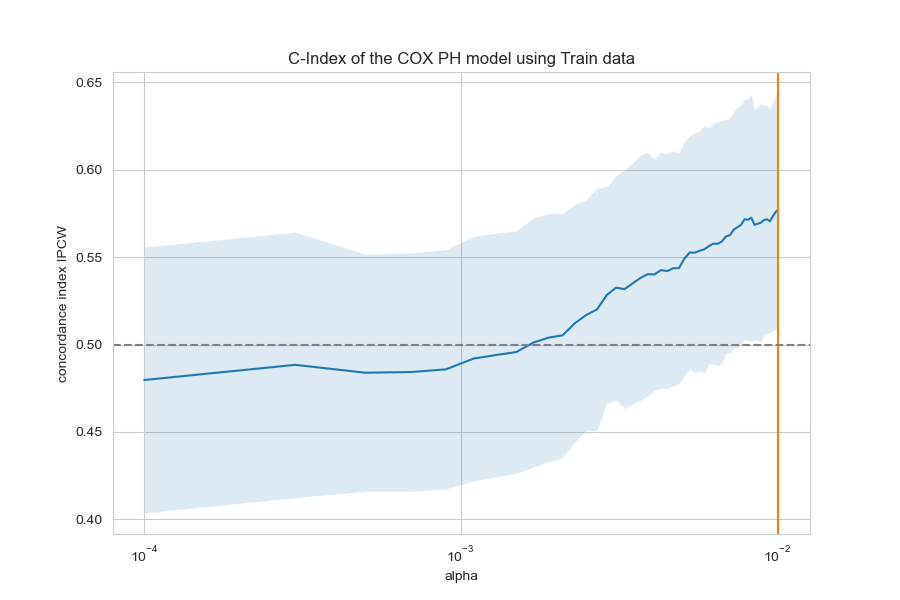 C-Index of the COX PH model using Train data
concordance index IPCW
0.65
0.60
0.55
0.50
0.45
0.40
10⁻⁴ 10⁻³ 10⁻²
alpha